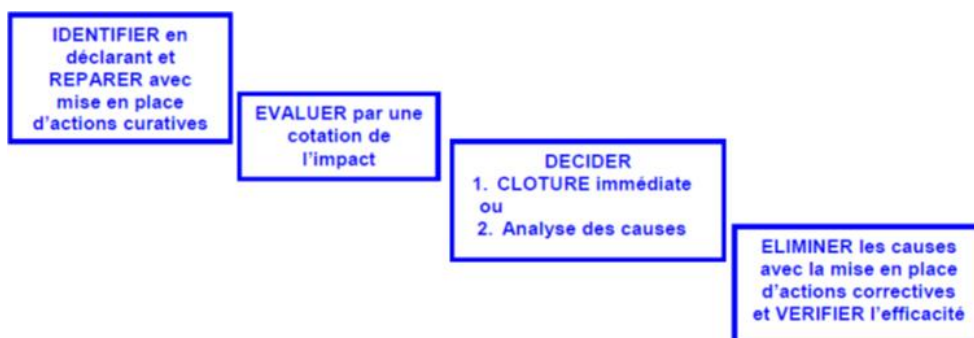 IDENTIFIER en
déclarant et
REPARER avec
mise en place
d'actions curatives
EVALUER par une
cotation de
l'impact
DECIDER
1. CLOTURE immédiate
ou
2. Analyse des causes
ELIMINER les causes
avec la mise en place
d'actions correctives
et VERIFIER l'efficacité